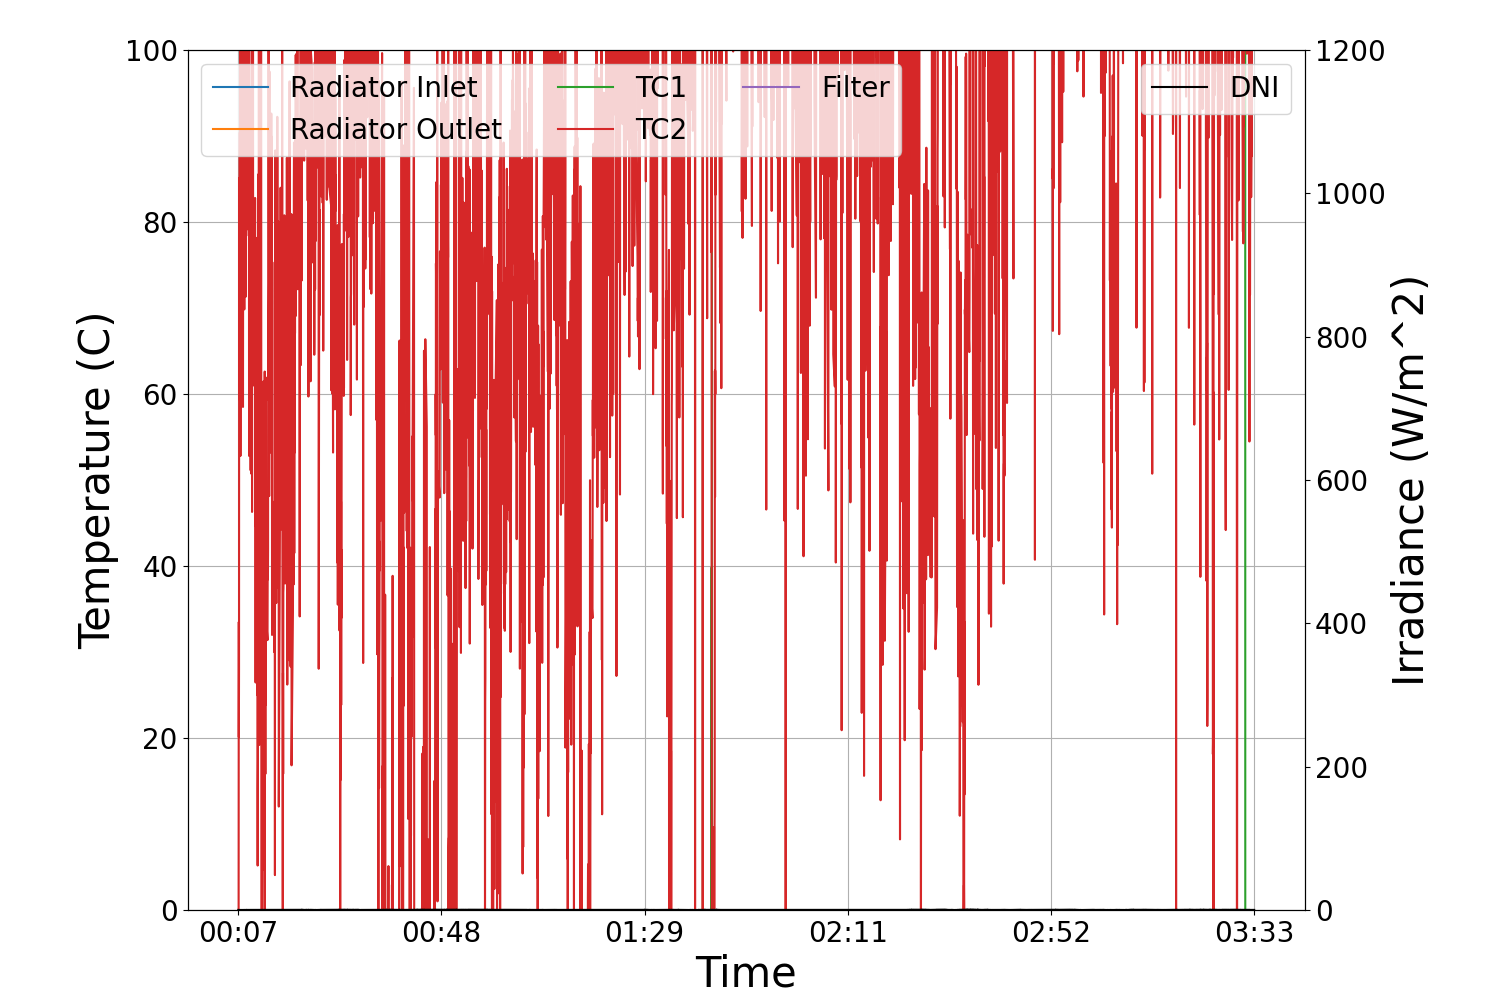 100
80
60
40
20
0
Temperature (C)
Radiator Inlet
Radiator Outlet
TC1
TC2
Filter
DNI
1200
1000
800
600
400
200
0
Irradiance (W/m^2)
00:07 00:48 01:29 02:11 02:52 03:33
Time